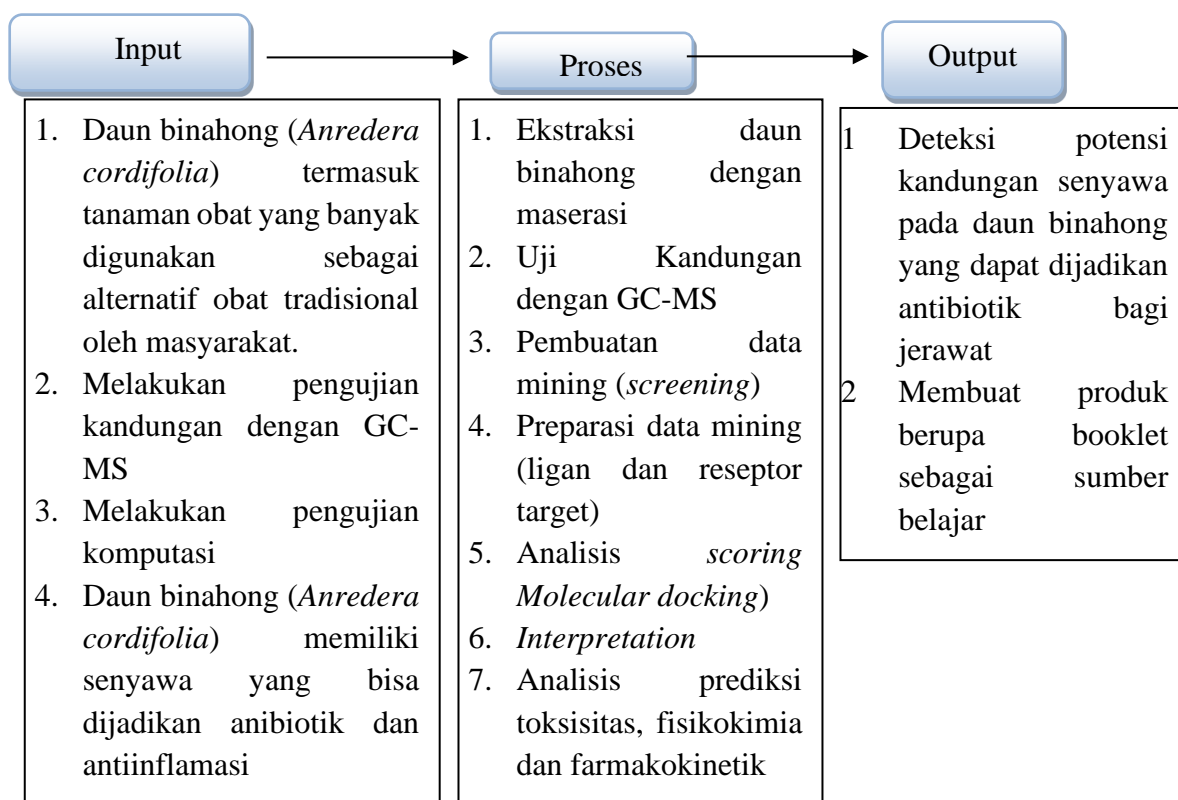 Input
Proses
Output
1. Daun binahong (Anredera
cordifolia) termasuk
tanaman obat yang banyak
digunakan sebagai
alternatif obat tradisional
oleh masyarakat.
2. Melakukan pengujian
kandungan dengan GC-
MS
3. Melakukan pengujian
komputasi
4. Daun binahong (Anredera
cordifolia) memiliki
senyawa yang bisa
dijadikan anibiotik dan
antiinflamasi
1. Ekstraksi daun
binahong dengan
maserasi
2. Uji Kandungan
dengan GC-MS
3. Pembuatan data
mining (screening)
4. Preparasi data mining
(ligan dan reseptor
target)
5. Analisis scoring
Molecular docking)
6. Interpretation
7. Analisis prediksi
toksisitas, fisikokimia
dan farmakokinetik
1 Deteksi potensi
kandungan senyawa
pada daun binahong
yang dapat dijadikan
antibiotik bagi
jerawat
2 Membuat produk
berupa booklet
sebagai sumber
belajar